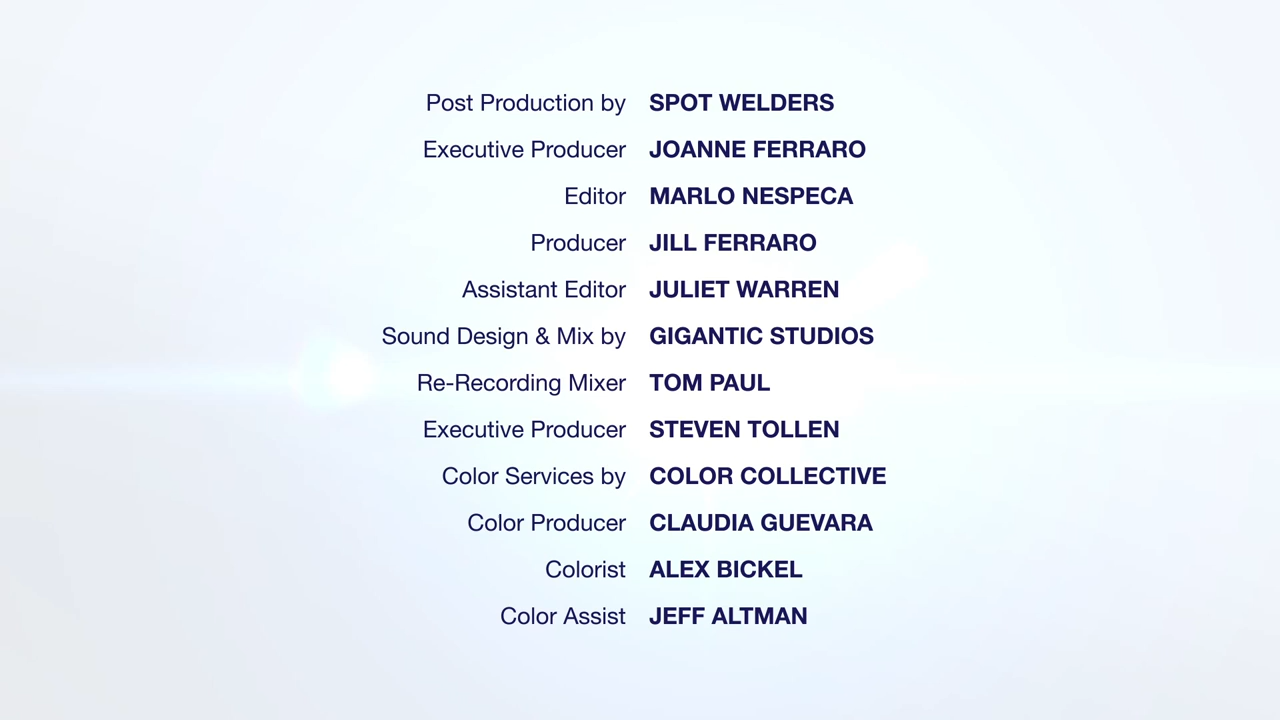 Post Production by SPOT WELDERS
Executive Producer JOANNE FERRARO
Editor MARLO NESPECA
Producer JILL FERRARO
Assistant Editor JULIET WARREN
Sound Design & Mix by GIGANTIC STUDIOS
Re-Recording Mixer TOM PAUL
Executive Producer STEVEN TOLLEN
Color Services by COLOR COLLECTIVE
Color Producer CLAUDIA GUEVARA
Colorist ALEX BICKEL
Color Assist JEFF ALTMAN